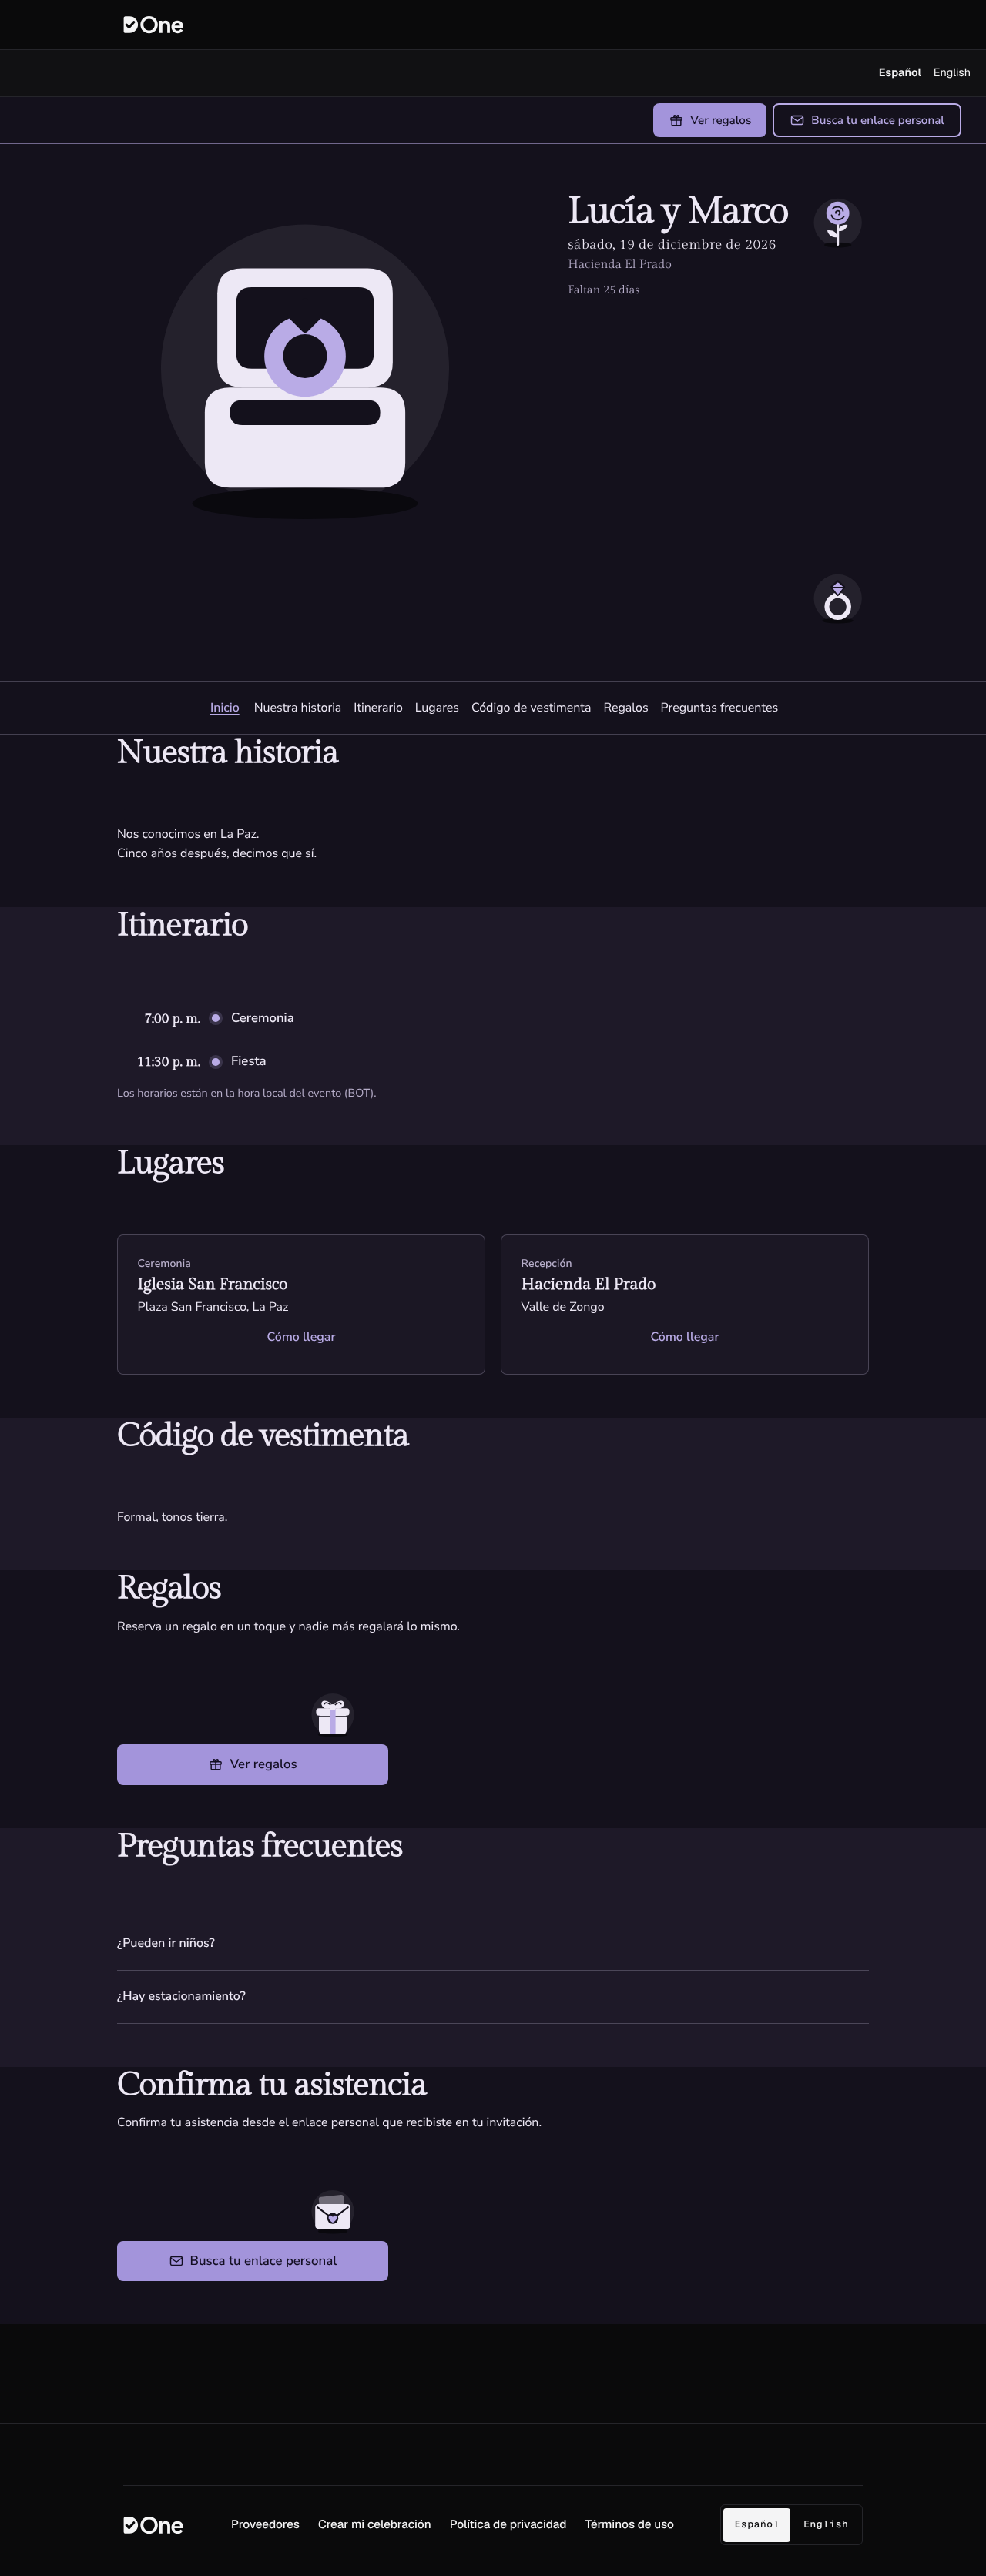 One
Español English
Ver regalos Busca tu enlace personal
Lucía y Marco
sábado, 19 de diciembre de 2026
Hacienda El Prado
Faltan 25 días
Inicio Nuestra historia Itinerario Lugares Código de vestimenta Regalos Preguntas frecuentes
Nuestra historia
Nos conocimos en La Paz.
Cinco años después, decimos que sí.
Itinerario
7:00 p. m. Ceremonia
11:30 p. m. Fiesta
Los horarios están en la hora local del evento (BOT).
Lugares
Ceremonia
Iglesia San Francisco
Plaza San Francisco, La Paz
Cómo llegar
Recepción
Hacienda El Prado
Valle de Zongo
Cómo llegar
Código de vestimenta
Formal, tonos tierra.
Regalos
Reserva un regalo en un toque y nadie más regalará lo mismo.
Ver regalos
Preguntas frecuentes
¿Pueden ir niños?
¿Hay estacionamiento?
Confirma tu asistencia
Confirma tu asistencia desde el enlace personal que recibiste en tu invitación.
Busca tu enlace personal
One Proveedores Crear mi celebración Política de privacidad Términos de uso Español English